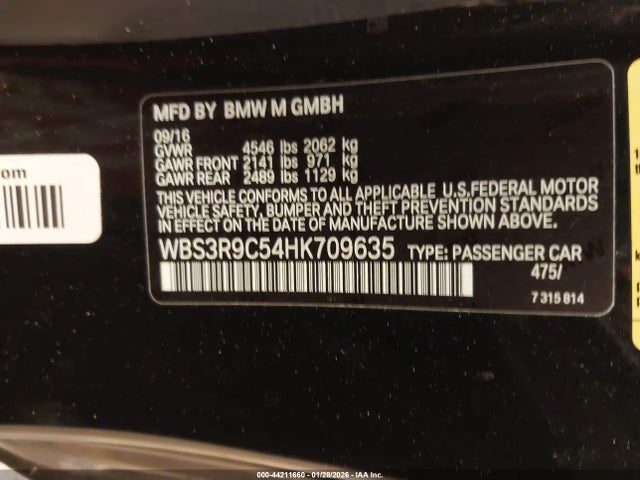 MFD BY BMW M GMBH
09/16
GVWR 4546 lbs 2062 kg
GAWR FRONT 2141 lbs 971 kg
GAWR REAR 2489 lbs 1129 kg
THIS VEHICLE CONFORMS TO ALL APPLICABLE U.S.FEDERAL MOTOR
VEHICLE SAFETY, BUMPER AND THEFT PREVENTION STANDARDS
IN EFFECT ON THE DATE OF MANUFACTURE SHOWN ABOVE.
WBS3R9C54HK709635 TYPE: PASSENGER CAR
475/
7 315 814
om
000-44211660 | 01/28/2026 | IAA Inc.